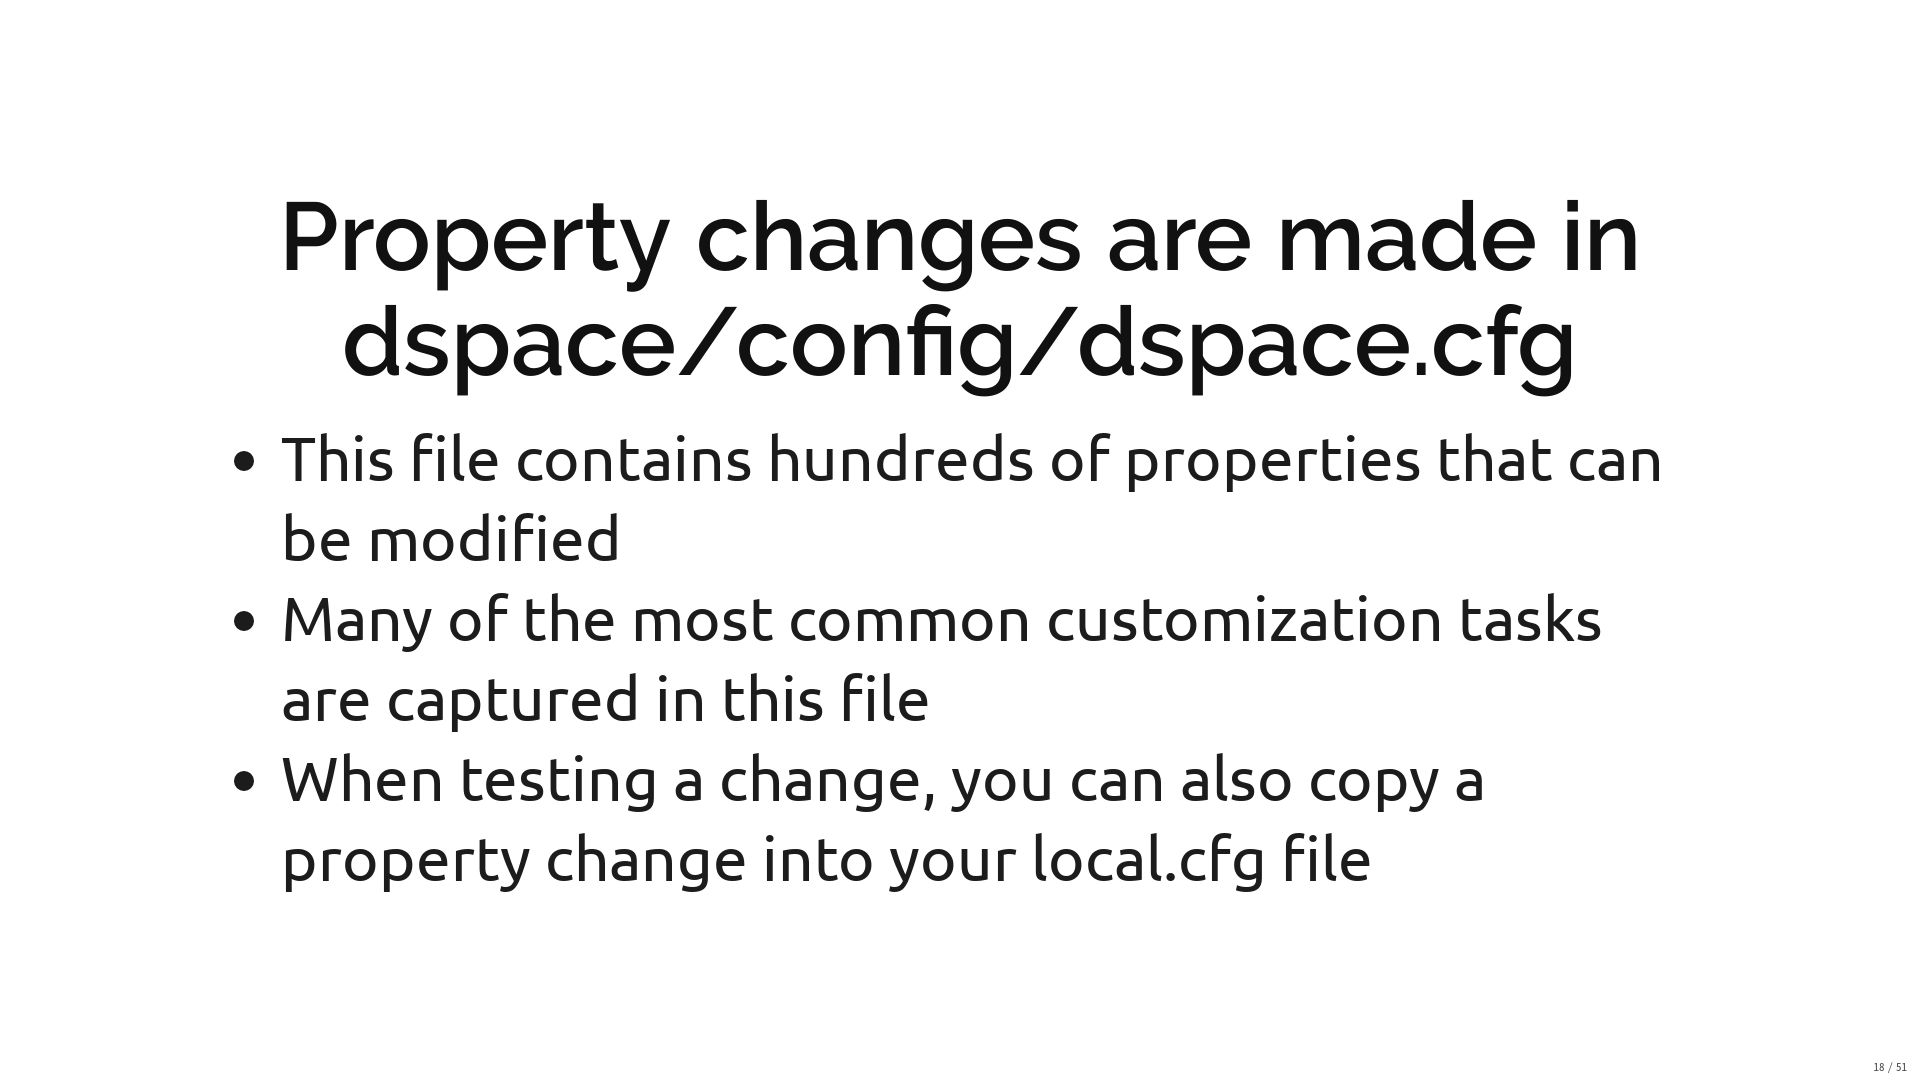 Property changes are made in
dspace/config/dspace.cfg
• This file contains hundreds of properties that can
be modified
• Many of the most common customization tasks
are captured in this file
• When testing a change, you can also copy a
property change into your local.cfg file
18 / 51